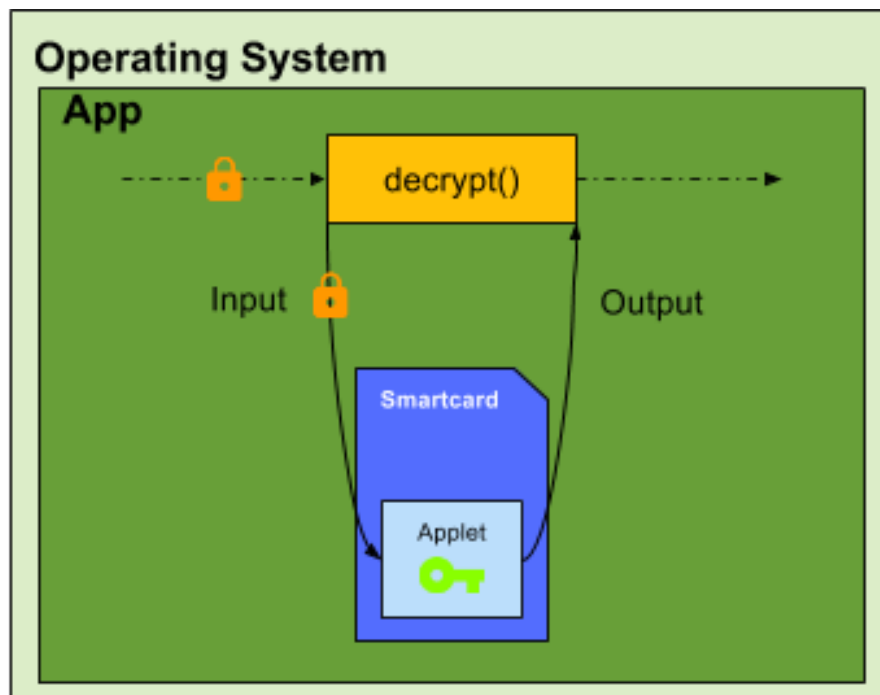 Operating System
App
decrypt()
Input
Output
Smartcard
Applet